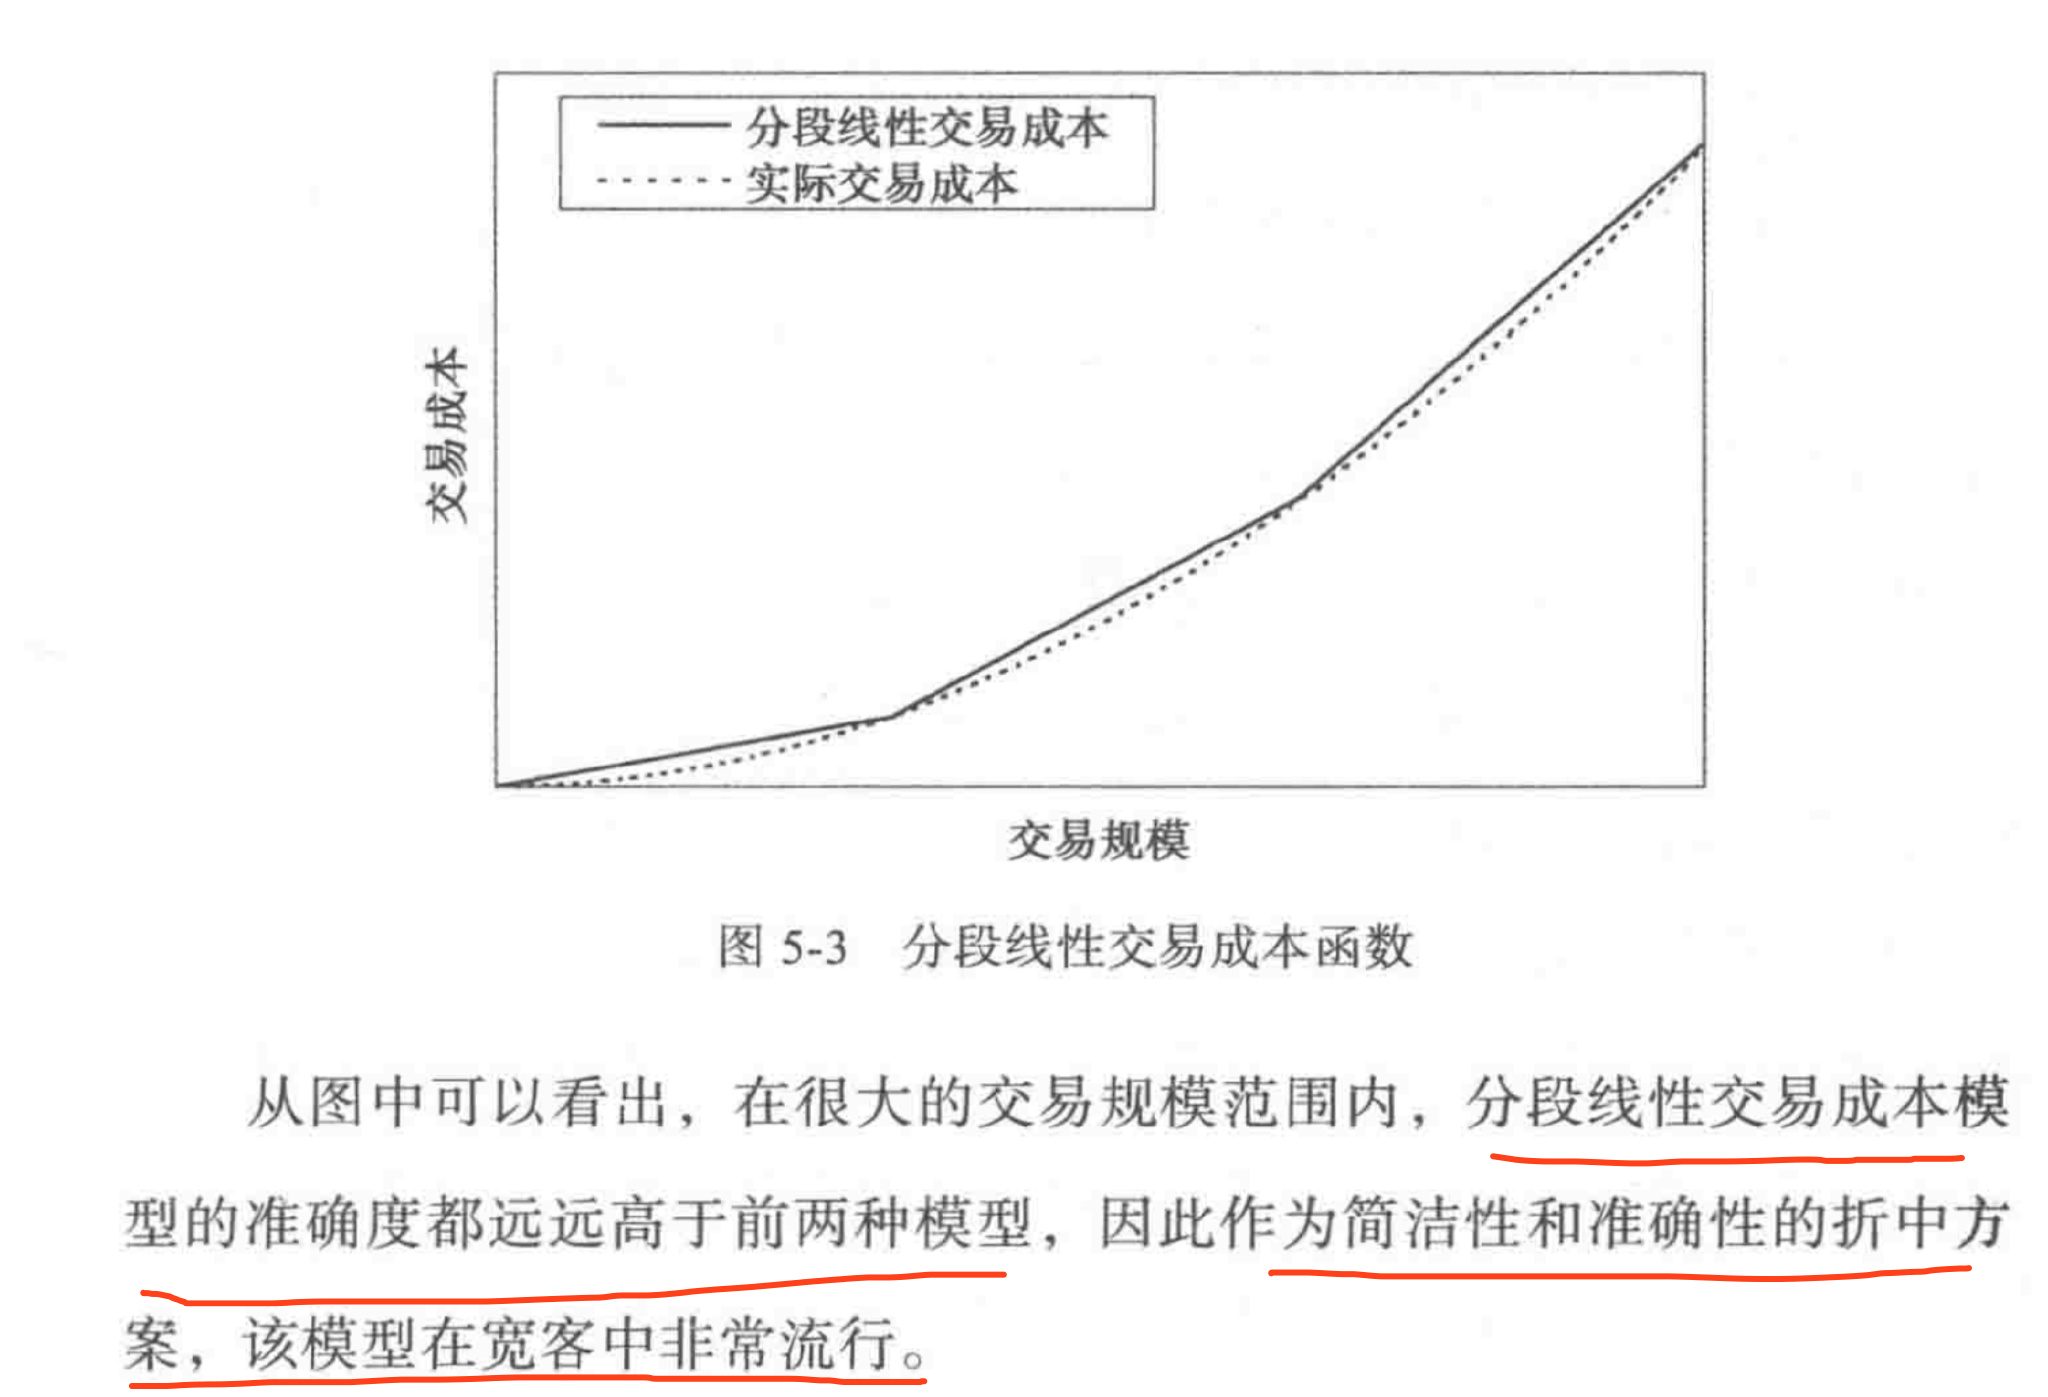 分段线性交易成本
实际交易成本
交易成本
交易规模
图 5-3 分段线性交易成本函数
从图中可以看出，在很大的交易规模范围内，分段线性交易成本模
型的准确度都远远高于前两种模型，因此作为简洁性和准确性的折中方
案，该模型在宽客中非常流行。